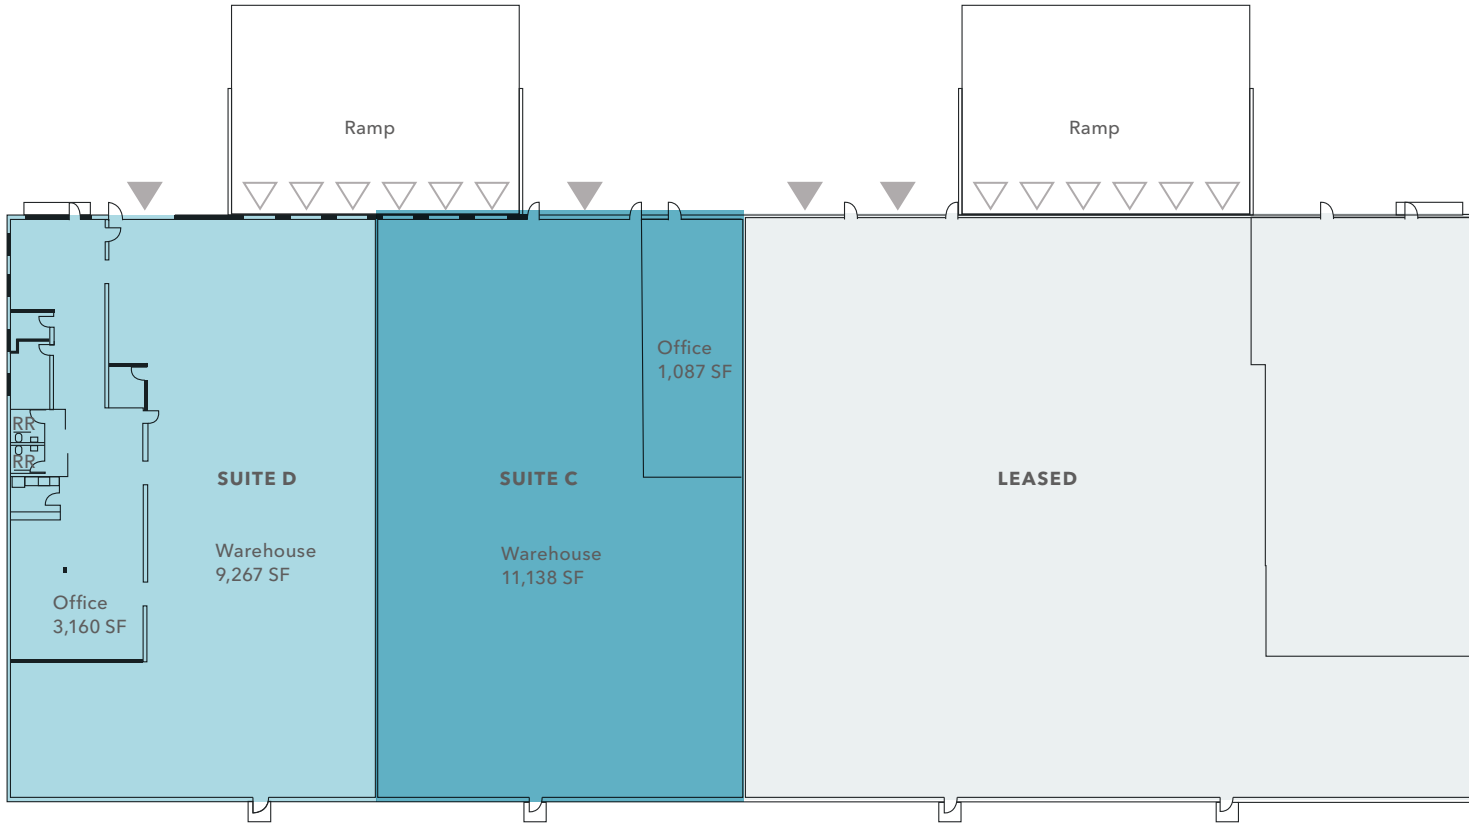 Ramp
Ramp
Office
1,087 SF
RR
RR
SUITE D
SUITE C
LEASED
Warehouse
9,267 SF
Warehouse
11,138 SF
Office
3,160 SF